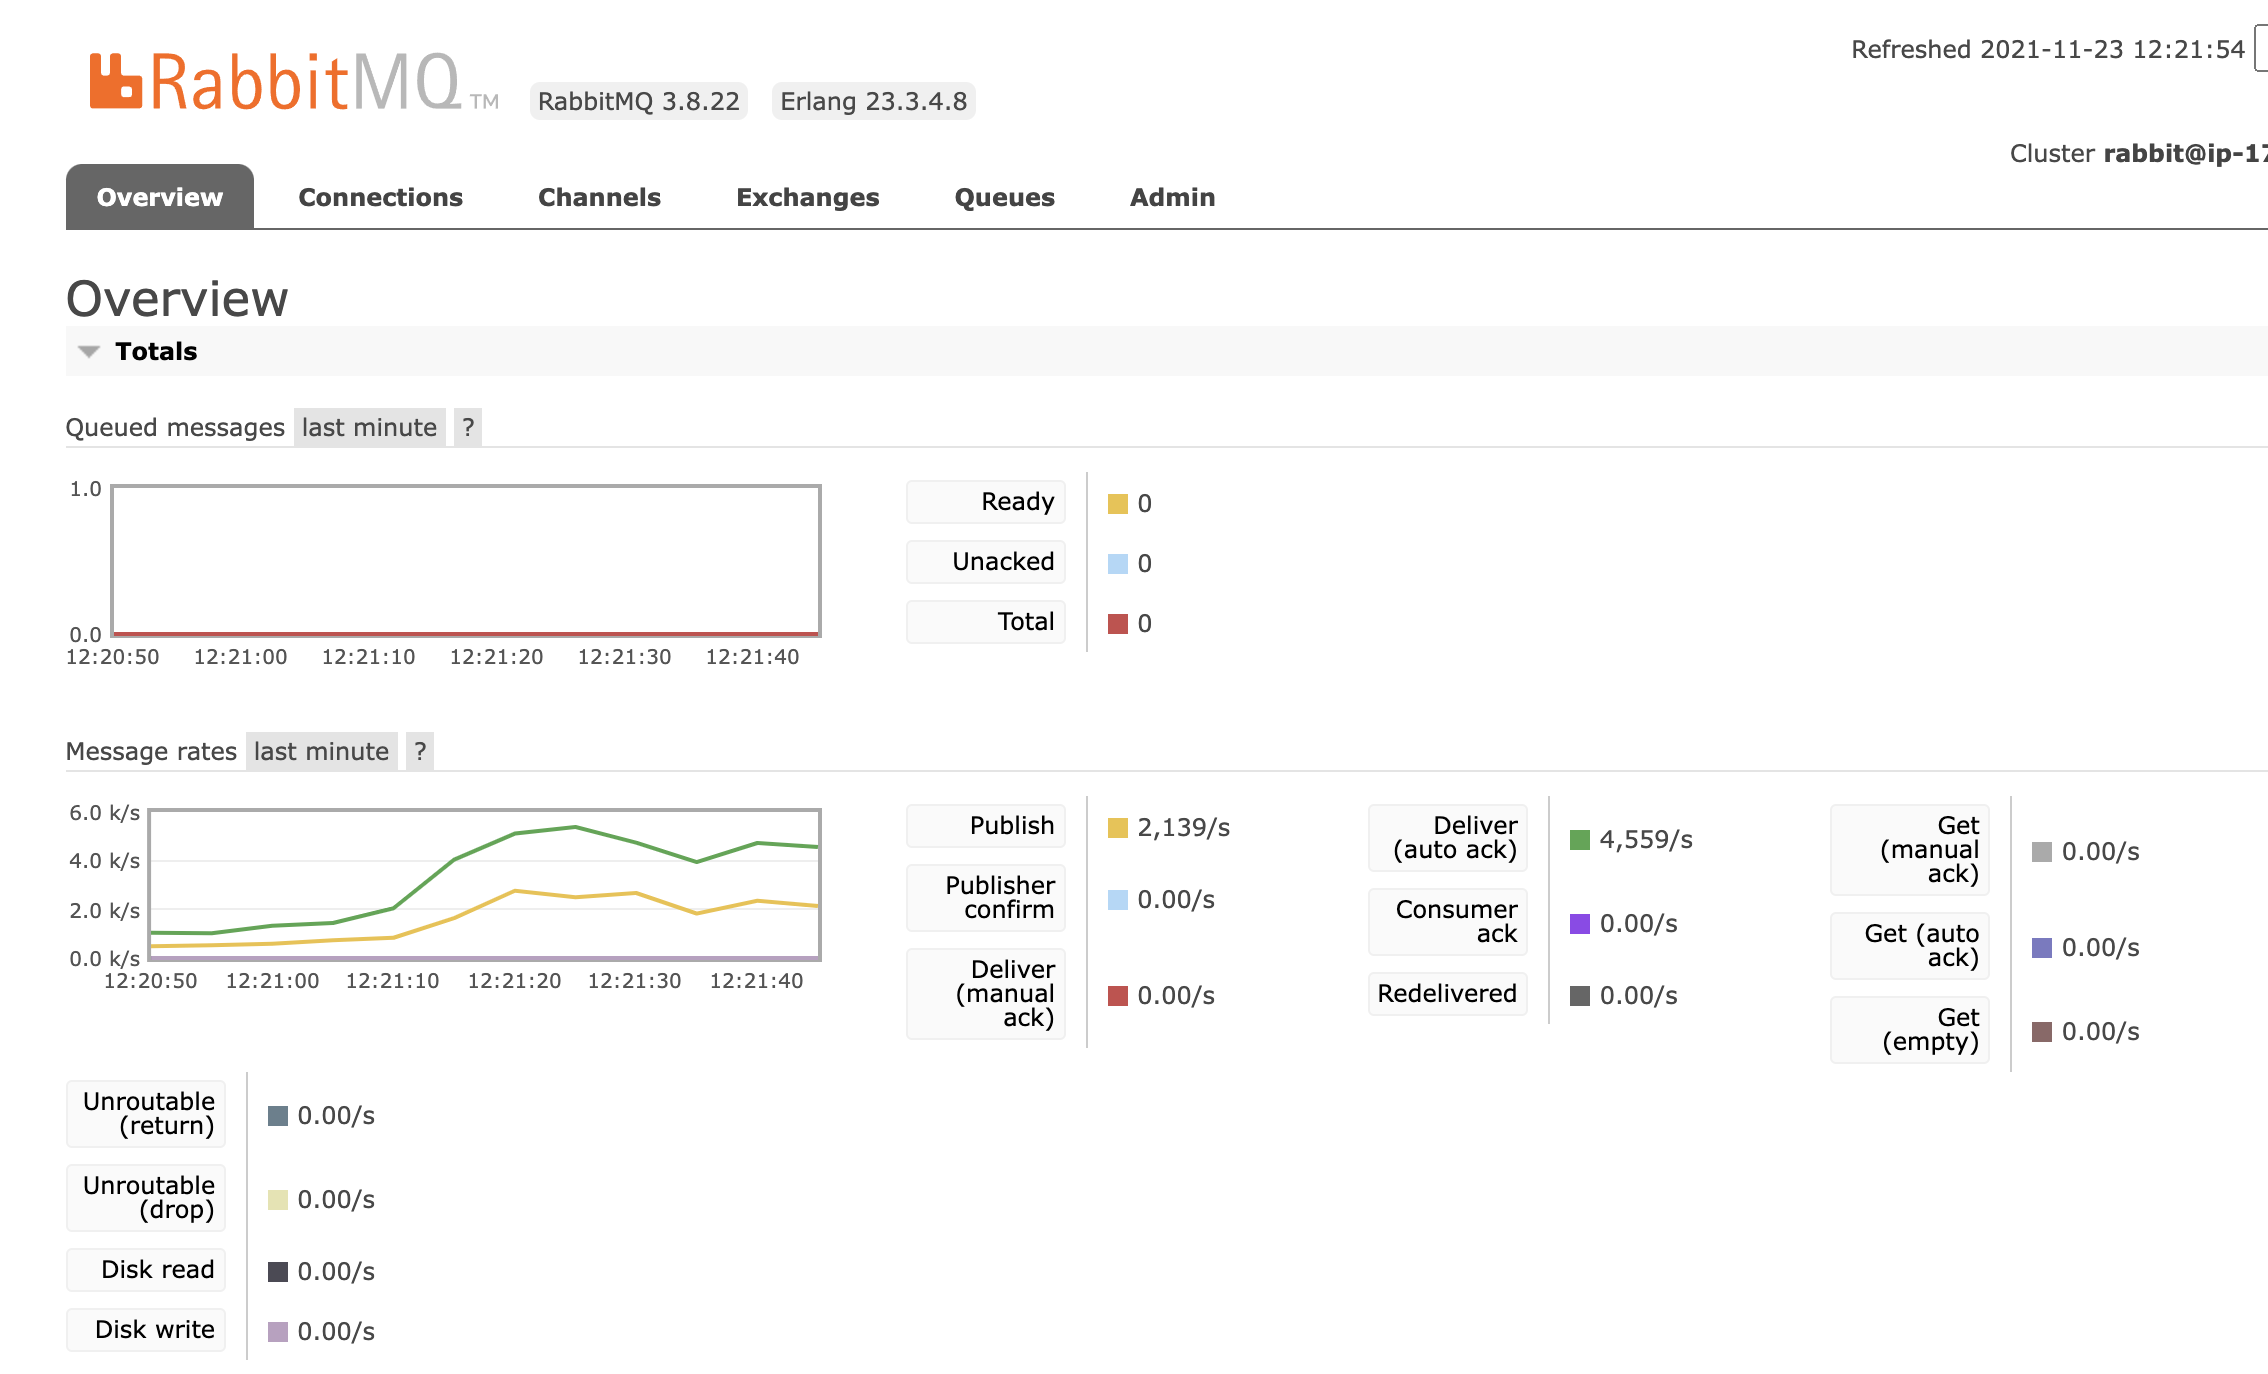 RabbitMQ TM
RabbitMQ 3.8.22 Erlang 23.3.4.8
Refreshed 2021-11-23 12:21:54
Cluster rabbit@ip-17
Overview Connections Channels Exchanges Queues Admin
Overview
Totals
Queued messages last minute ?
1.0
0.0
12:20:50 12:21:00 12:21:10 12:21:20 12:21:30 12:21:40
Ready 0
Unacked 0
Total 0
Message rates last minute ?
6.0 k/s
4.0 k/s
2.0 k/s
0.0 k/s
12:20:50 12:21:00 12:21:10 12:21:20 12:21:30 12:21:40
Publish 2,139/s
Publisher
confirm 0.00/s
Deliver
(manual
ack) 0.00/s
Deliver
(auto ack) 4,559/s
Consumer
ack 0.00/s
Redelivered 0.00/s
Get
(manual
ack) 0.00/s
Get (auto
ack) 0.00/s
Get
(empty) 0.00/s
Unroutable
(return) 0.00/s
Unroutable
(drop) 0.00/s
Disk read 0.00/s
Disk write 0.00/s